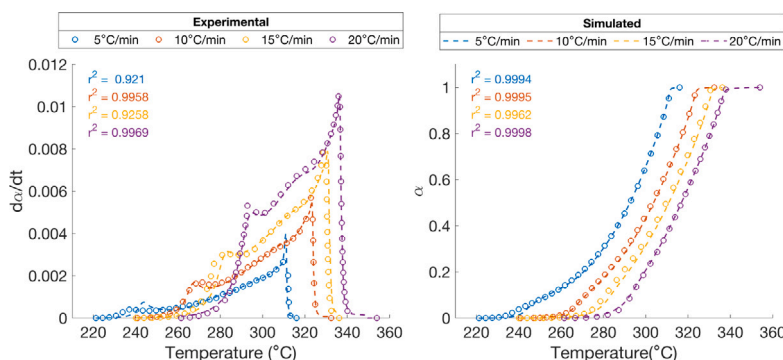 Experimental
5°C/min 10°C/min 15°C/min 20°C/min
0.012
0.01
0.008
0.006
0.004
0.002
0
dα/dt
r² = 0.921
r² = 0.9958
r² = 0.9258
r² = 0.9969
220 240 260 280 300 320 340 360
Temperature (°C)
Simulated
5°C/min 10°C/min 15°C/min 20°C/min
1
0.8
0.6
0.4
0.2
0
α
r² = 0.9994
r² = 0.9995
r² = 0.9962
r² = 0.9998
220 240 260 280 300 320 340 360
Temperature(°C)